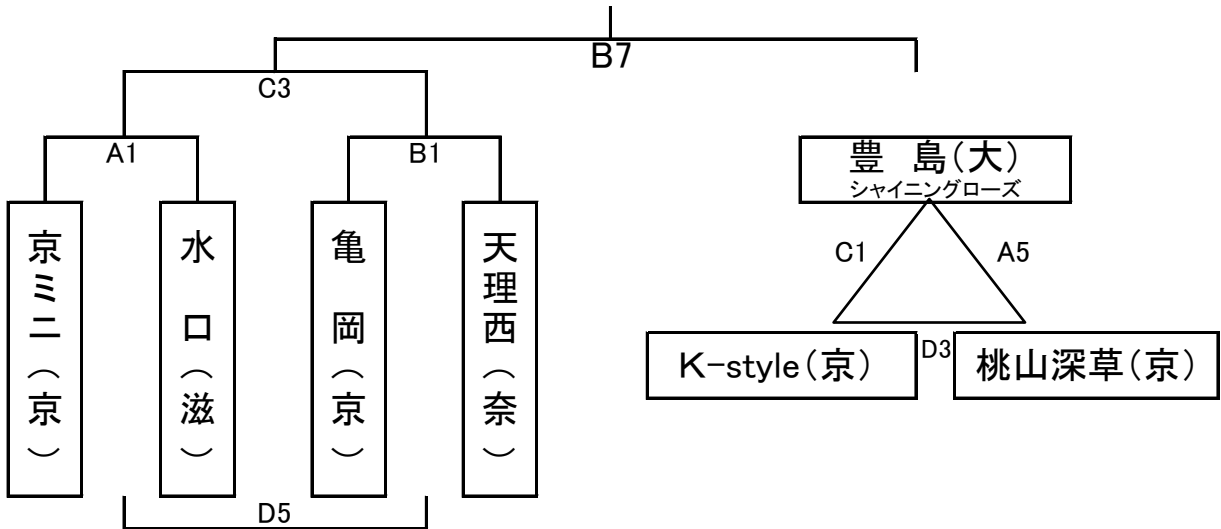 B7
C3
A1
B1
京ミニ(京)
水口(滋)
亀岡(京)
天理西(奈)
D5
豊島(大)
シャイニングローズ
C1
A5
D3
K-style(京)
桃山深草(京)